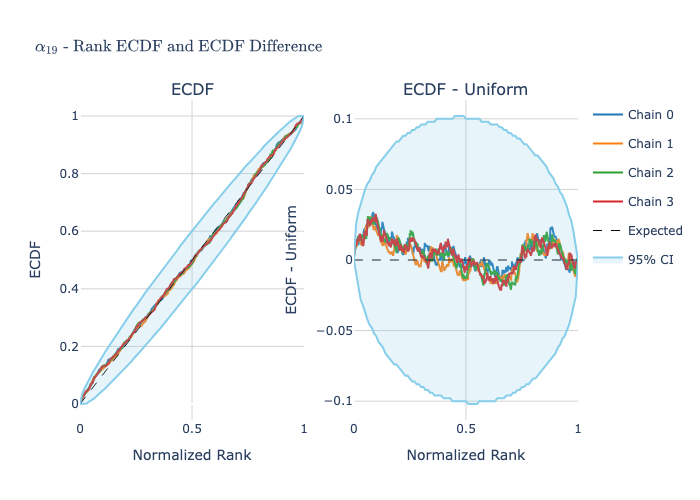 α₁₉ - Rank ECDF and ECDF Difference
ECDF
ECDF
1
0.8
0.6
0.4
0.2
0
0
0.5
1
Normalized Rank
ECDF - Uniform
ECDF - Uniform
0.1
0.05
0
−0.05
−0.1
0
0.5
1
Normalized Rank
Chain 0
Chain 1
Chain 2
Chain 3
Expected
95% CI